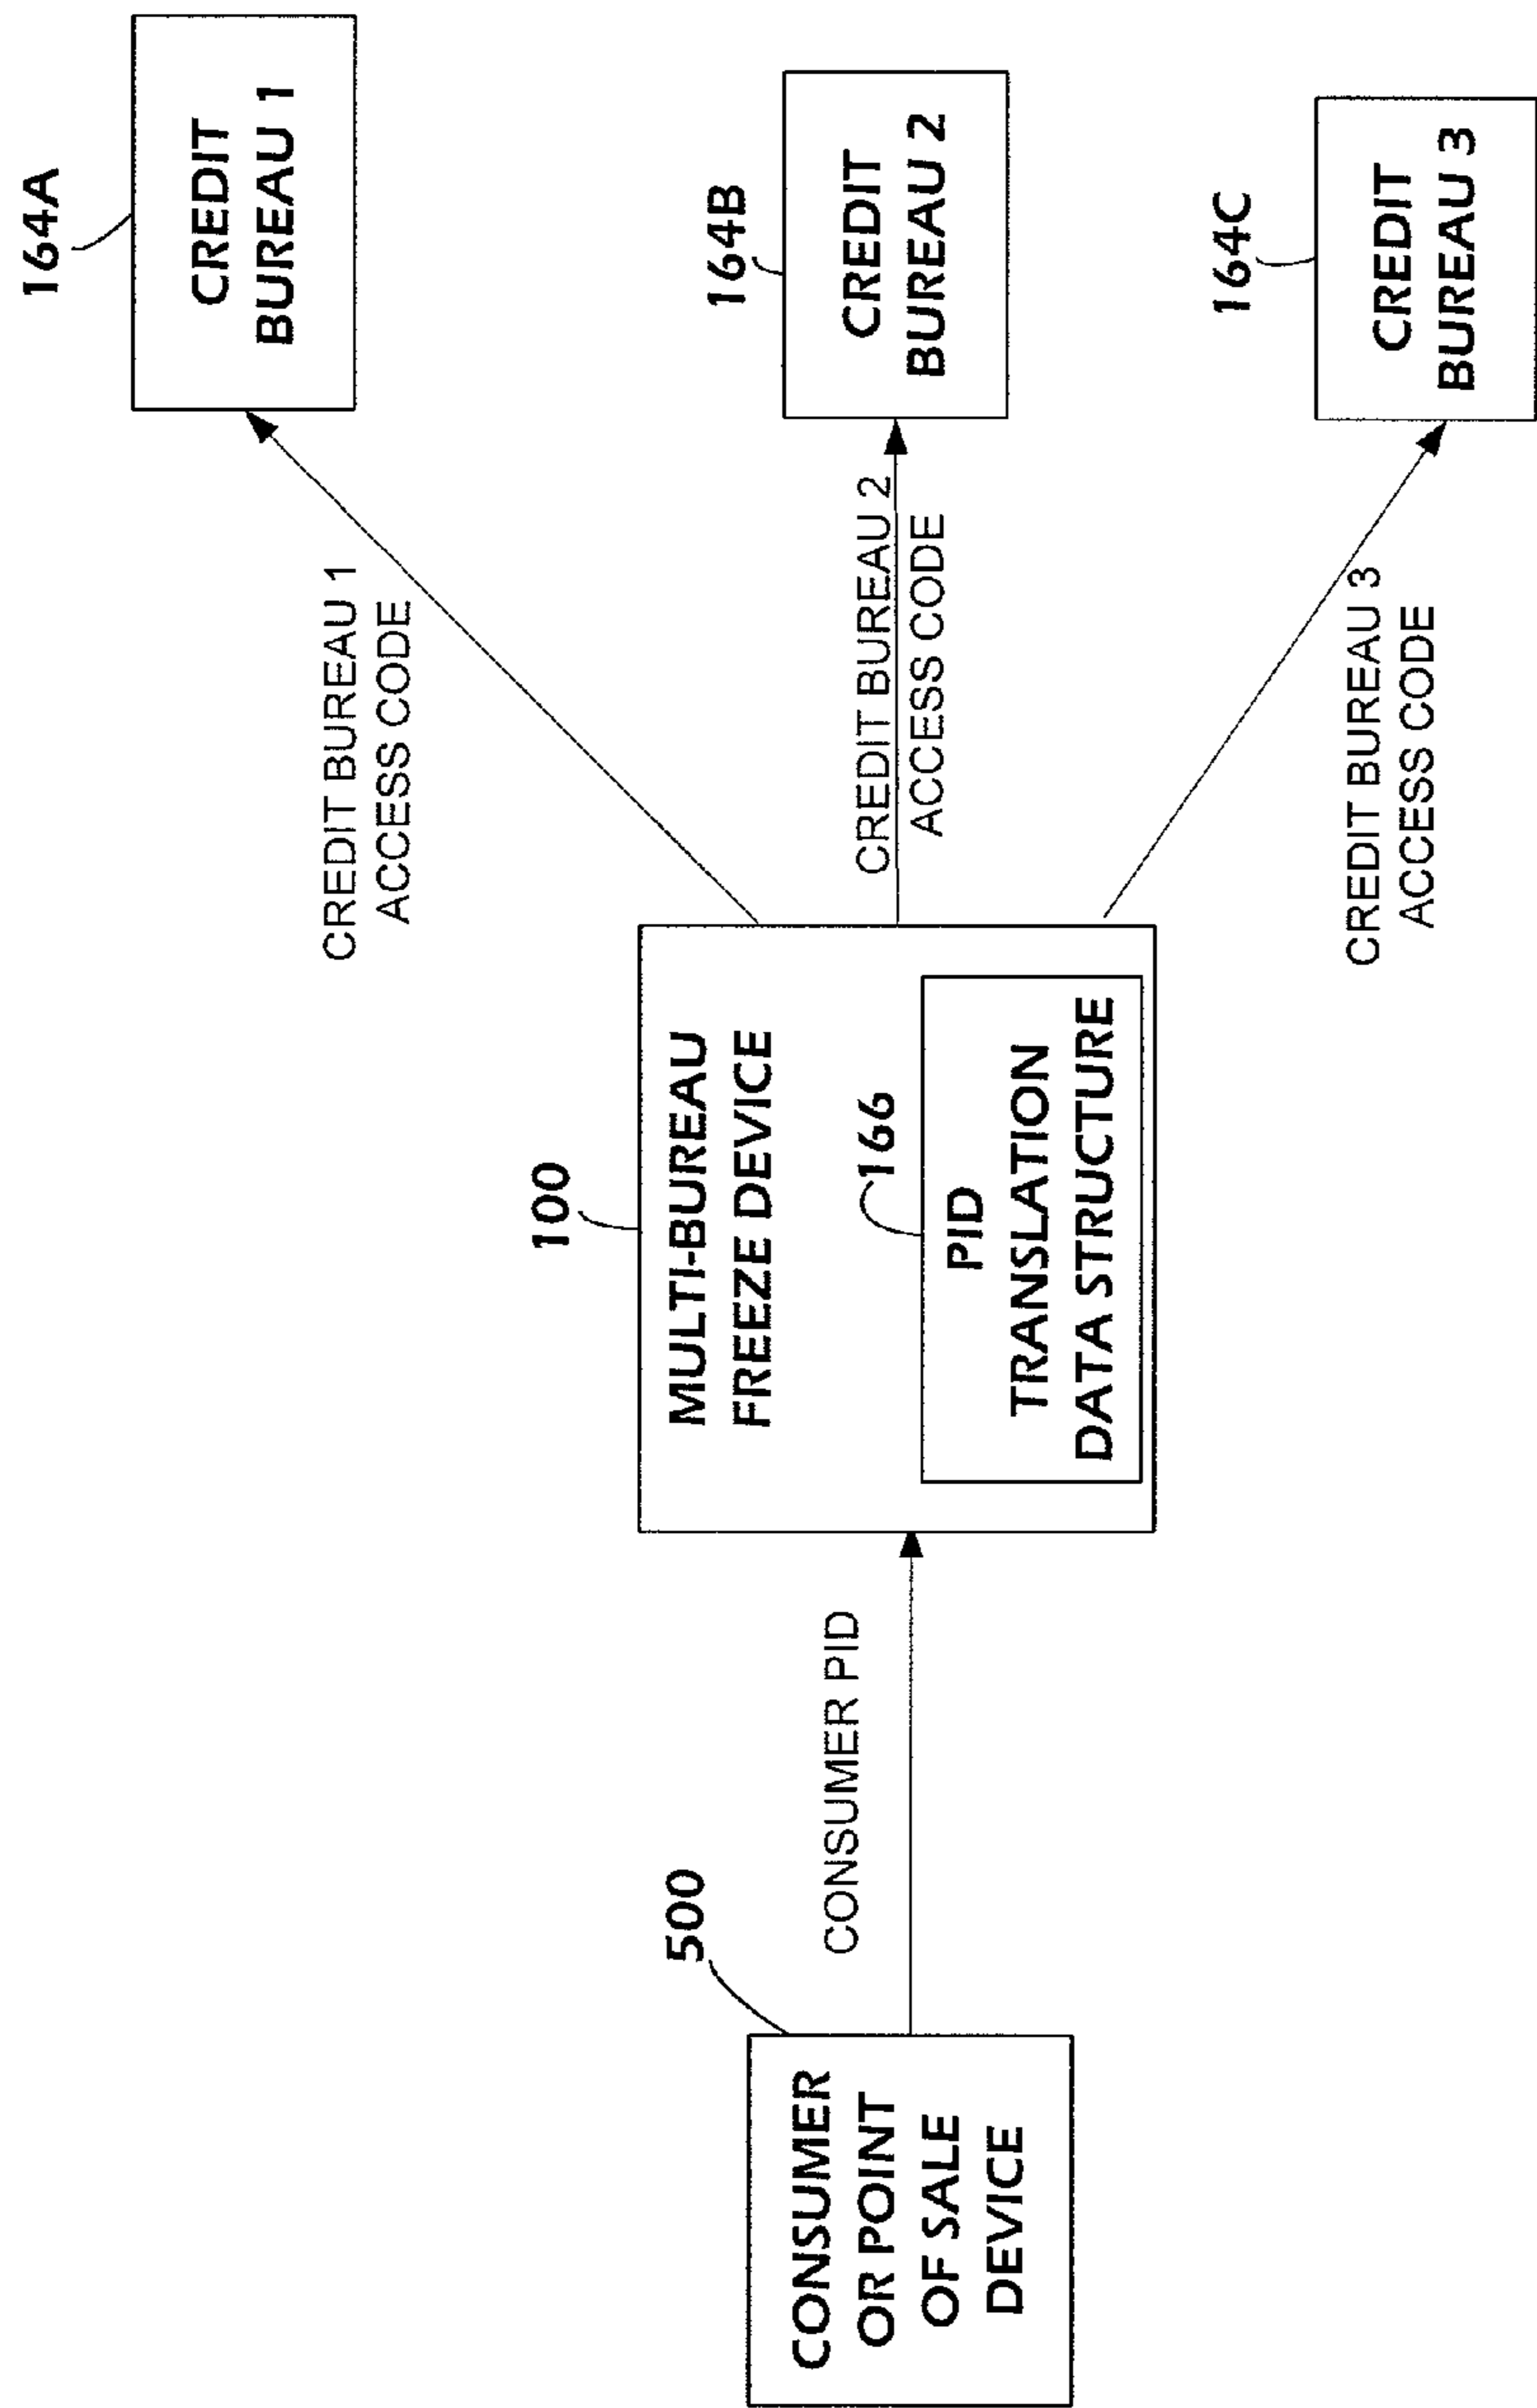 500
CONSUMER
OR POINT
OF SALE
DEVICE
CONSUMER PID
100
MULTI-BUREAU
FREEZE DEVICE
166
PID
TRANSLATION
DATA STRUCTURE
CREDIT BUREAU 1
ACCESS CODE
CREDIT BUREAU 2
ACCESS CODE
CREDIT BUREAU 3
ACCESS CODE
164A
CREDIT
BUREAU 1
164B
CREDIT
BUREAU 2
164C
CREDIT
BUREAU 3